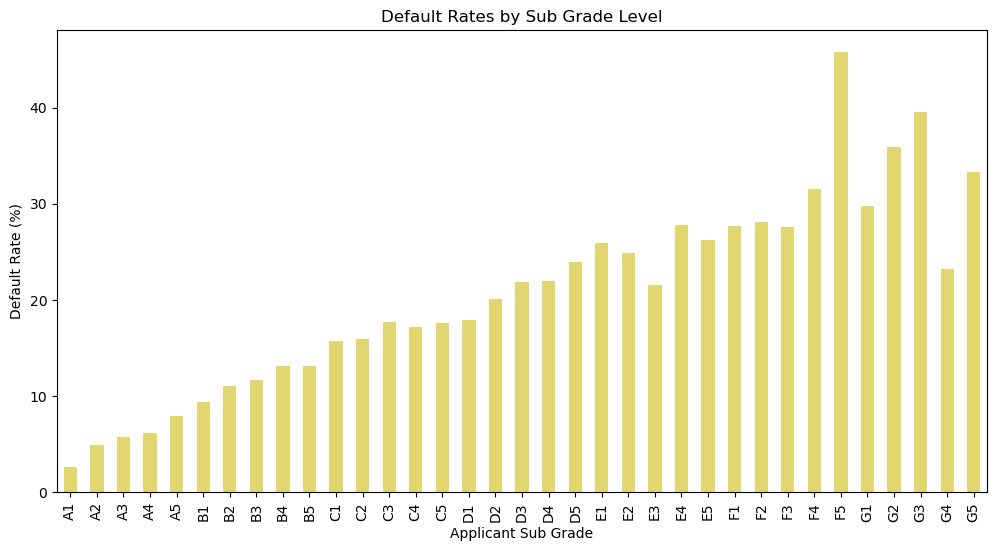 Default Rates by Sub Grade Level
Default Rate (%)
40
30
20
10
0
A1 A2 A3 A4 A5 B1 B2 B3 B4 B5 C1 C2 C3 C4 C5 D1 D2 D3 D4 D5 E1 E2 E3 E4 E5 F1 F2 F3 F4 F5 G1 G2 G3 G4 G5
Applicant Sub Grade